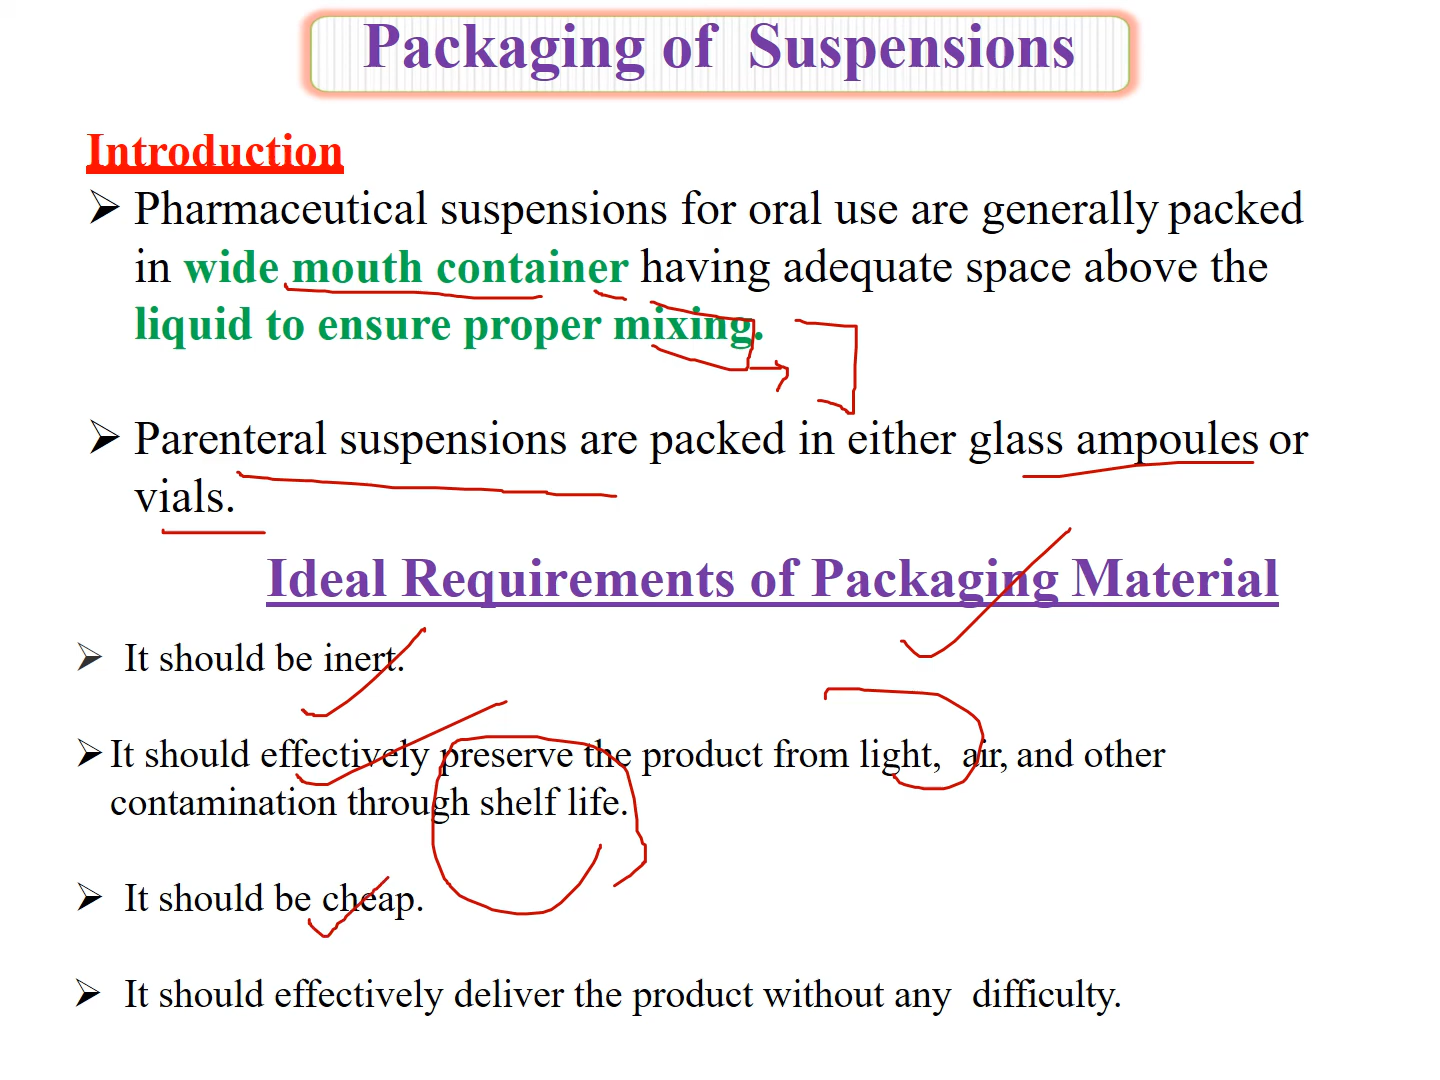 Packaging of Suspensions
Introduction
➢ Pharmaceutical suspensions for oral use are generally packed
in wide mouth container having adequate space above the
liquid to ensure proper mixing.
➢ Parenteral suspensions are packed in either glass ampoules or
vials.
Ideal Requirements of Packaging Material
➢ It should be inert.
➢ It should effectively preserve the product from light, air, and other
contamination through shelf life.
➢ It should be cheap.
➢ It should effectively deliver the product without any difficulty.